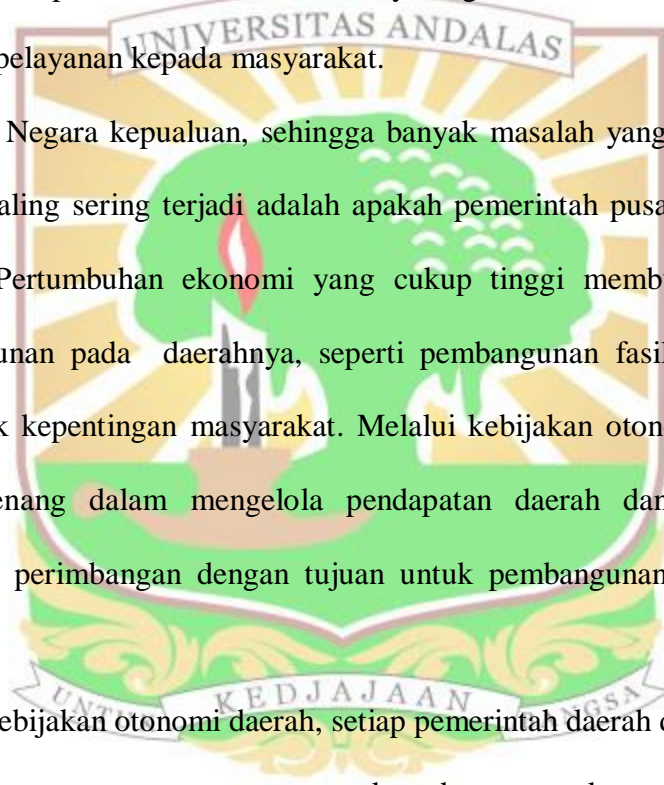 UNIVERSITAS ANDALAS
pelayanan kepada masyarakat.
Negara kepualuan, sehingga banyak masalah yang
aling sering terjadi adalah apakah pemerintah pusa
Pertumbuhan ekonomi yang cukup tinggi memb
unan pada daerahnya, seperti pembangunan fasil
k kepentingan masyarakat. Melalui kebijakan oton
enang dalam mengelola pendapatan daerah dan
perimbangan dengan tujuan untuk pembangunan
UNTUK KEDJAJAAN BANGSA
ebijakan otonomi daerah, setiap pemerintah daerah